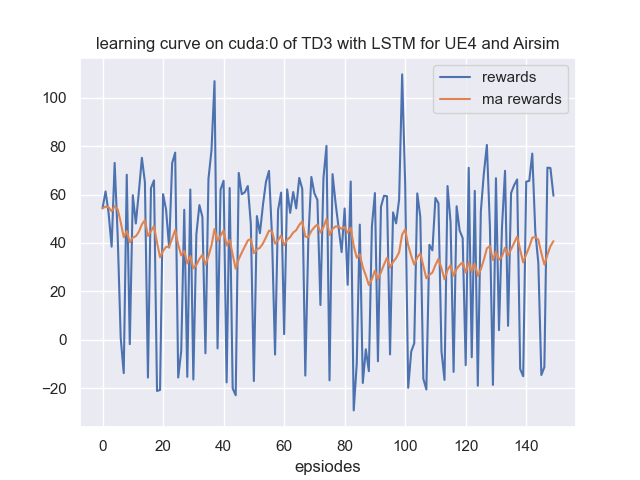 learning curve on cuda:0 of TD3 with LSTM for UE4 and Airsim
rewards
ma rewards
100
80
60
40
20
0
−20
0 20 40 60 80 100 120 140
epsiodes